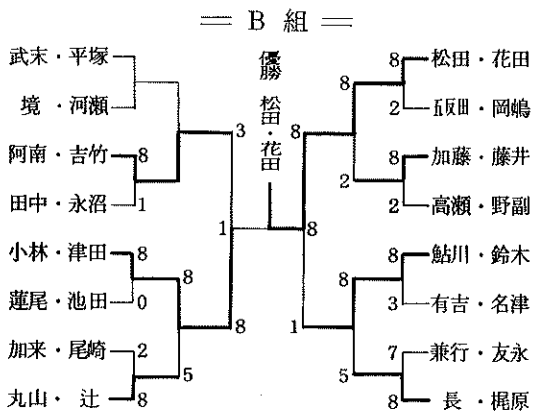 ＝ B 組 ＝
優勝 松田・花田
武末・平塚
境・河瀬
阿南・吉竹
田中・永沼
小林・津田
蓮尾・池田
加来・尾崎
丸山・辻
8
1
8
0
2
8
8
5
3
8
1
8
8
1
8
2
8
5
8
2
8
2
8
3
7
8
松田・花田
五反田・岡嶋
加藤・藤井
高瀬・野副
鮎川・鈴木
有吉・名津
兼行・友永
長・梶原